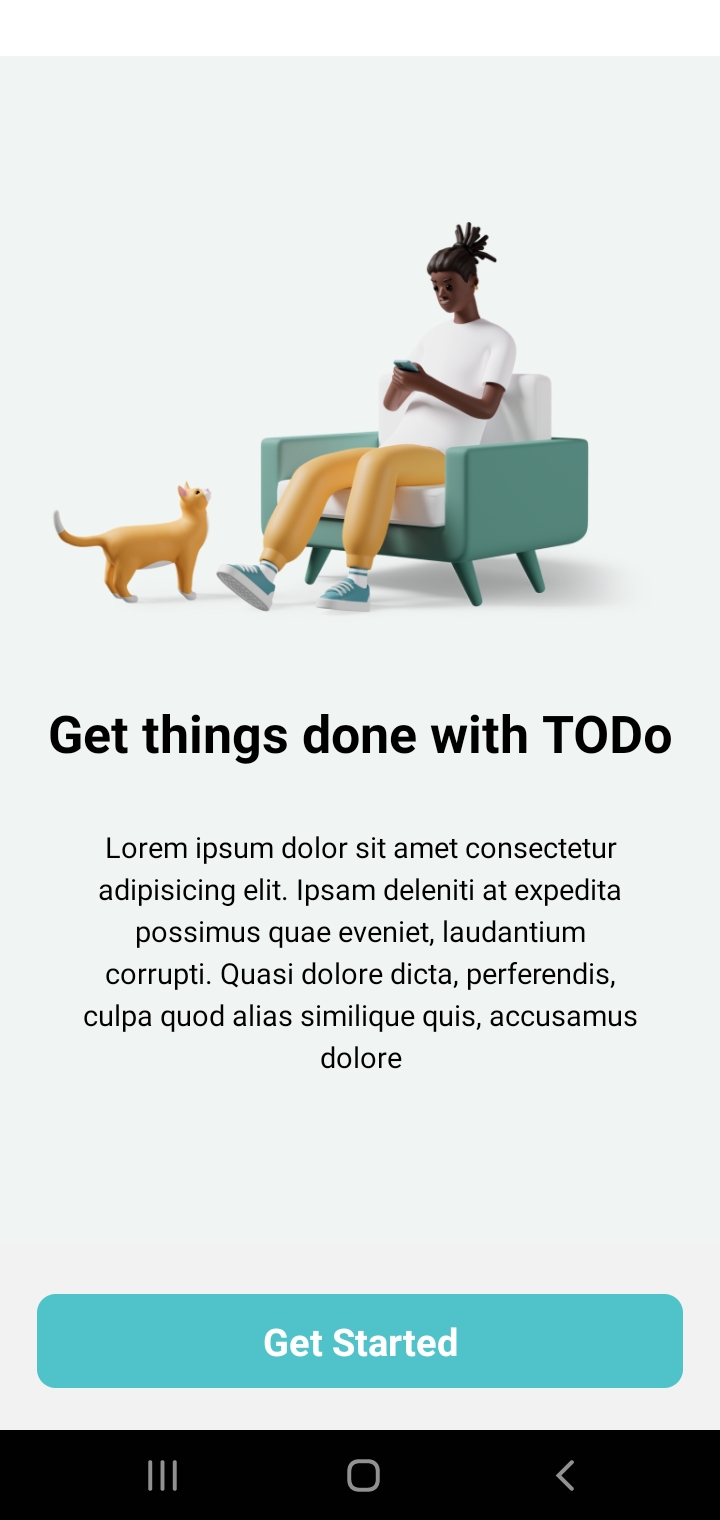 Get things done with TODo
Lorem ipsum dolor sit amet consectetur
adipisicing elit. Ipsam deleniti at expedita
possimus quae eveniet, laudantium
corrupti. Quasi dolore dicta, perferendis,
culpa quod alias similique quis, accusamus
dolore
Get Started